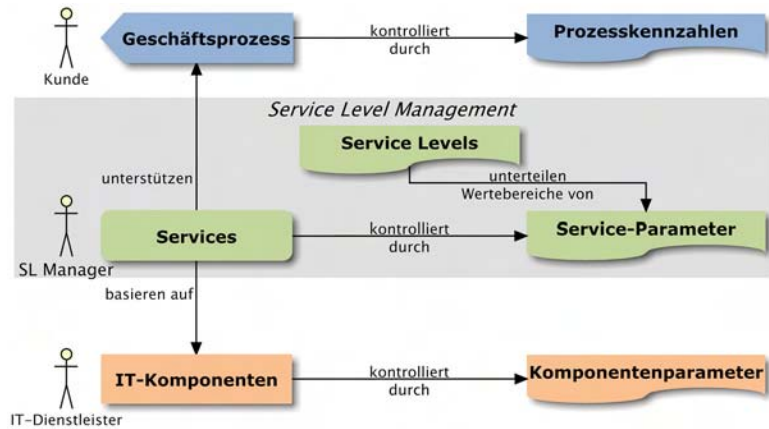 Geschäftsprozess
kontrolliert
durch
Prozesskennzahlen
Kunde
Service Level Management
Service Levels
unterstützen
unterteilen
Wertebereiche von
Services
kontrolliert
durch
Service-Parameter
SL Manager
basieren auf
IT-Komponenten
kontrolliert
durch
Komponentenparameter
IT-Dienstleister